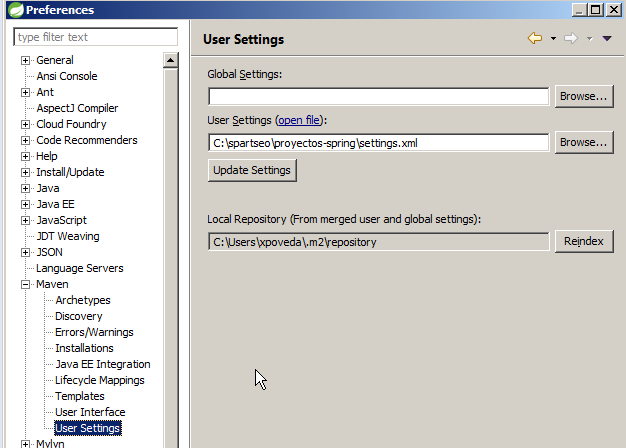 Preferences
type filter text
General
Ansi Console
Ant
AspectJ Compiler
Cloud Foundry
Code Recommenders
Help
Install/Update
Java
Java EE
JavaScript
JDT Weaving
JSON
Language Servers
Maven
Archetypes
Discovery
Errors/Warnings
Installations
Java EE Integration
Lifecycle Mappings
Templates
User Interface
User Settings
Mylyn
User Settings
Global Settings:
Browse...
User Settings (open file):
C:\spartseo\proyectos-spring\settings.xml
Browse...
Update Settings
Local Repository (From merged user and global settings):
C:\Users\xpoveda\.m2\repository
Reindex